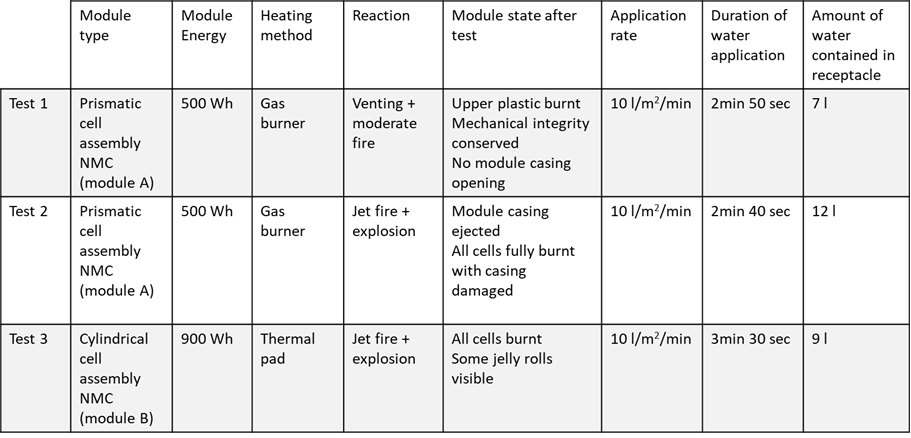 Module type
Module Energy
Heating method
Reaction
Module state after test
Application rate
Duration of water application
Amount of water contained in receptacle
Test 1
Prismatic cell assembly NMC (module A)
500 Wh
Gas burner
Venting + moderate fire
Upper plastic burnt
Mechanical integrity conserved
No module casing opening
10 l/m²/min
2min 50 sec
7 l
Test 2
Prismatic cell assembly NMC (module A)
500 Wh
Gas burner
Jet fire + explosion
Module casing ejected
All cells fully burnt with casing damaged
10 l/m²/min
2min 40 sec
12 l
Test 3
Cylindrical cell assembly NMC (module B)
900 Wh
Thermal pad
Jet fire + explosion
All cells burnt
Some jelly rolls visible
10 l/m²/min
3min 30 sec
9 l